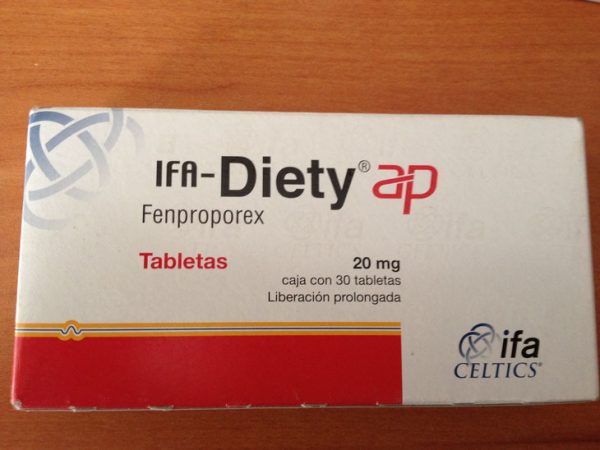 IFA-Diety® ap
Fenproporex
Tabletas 20 mg
caja con 30 tabletas
Liberación prolongada
ifa
CELTICS®